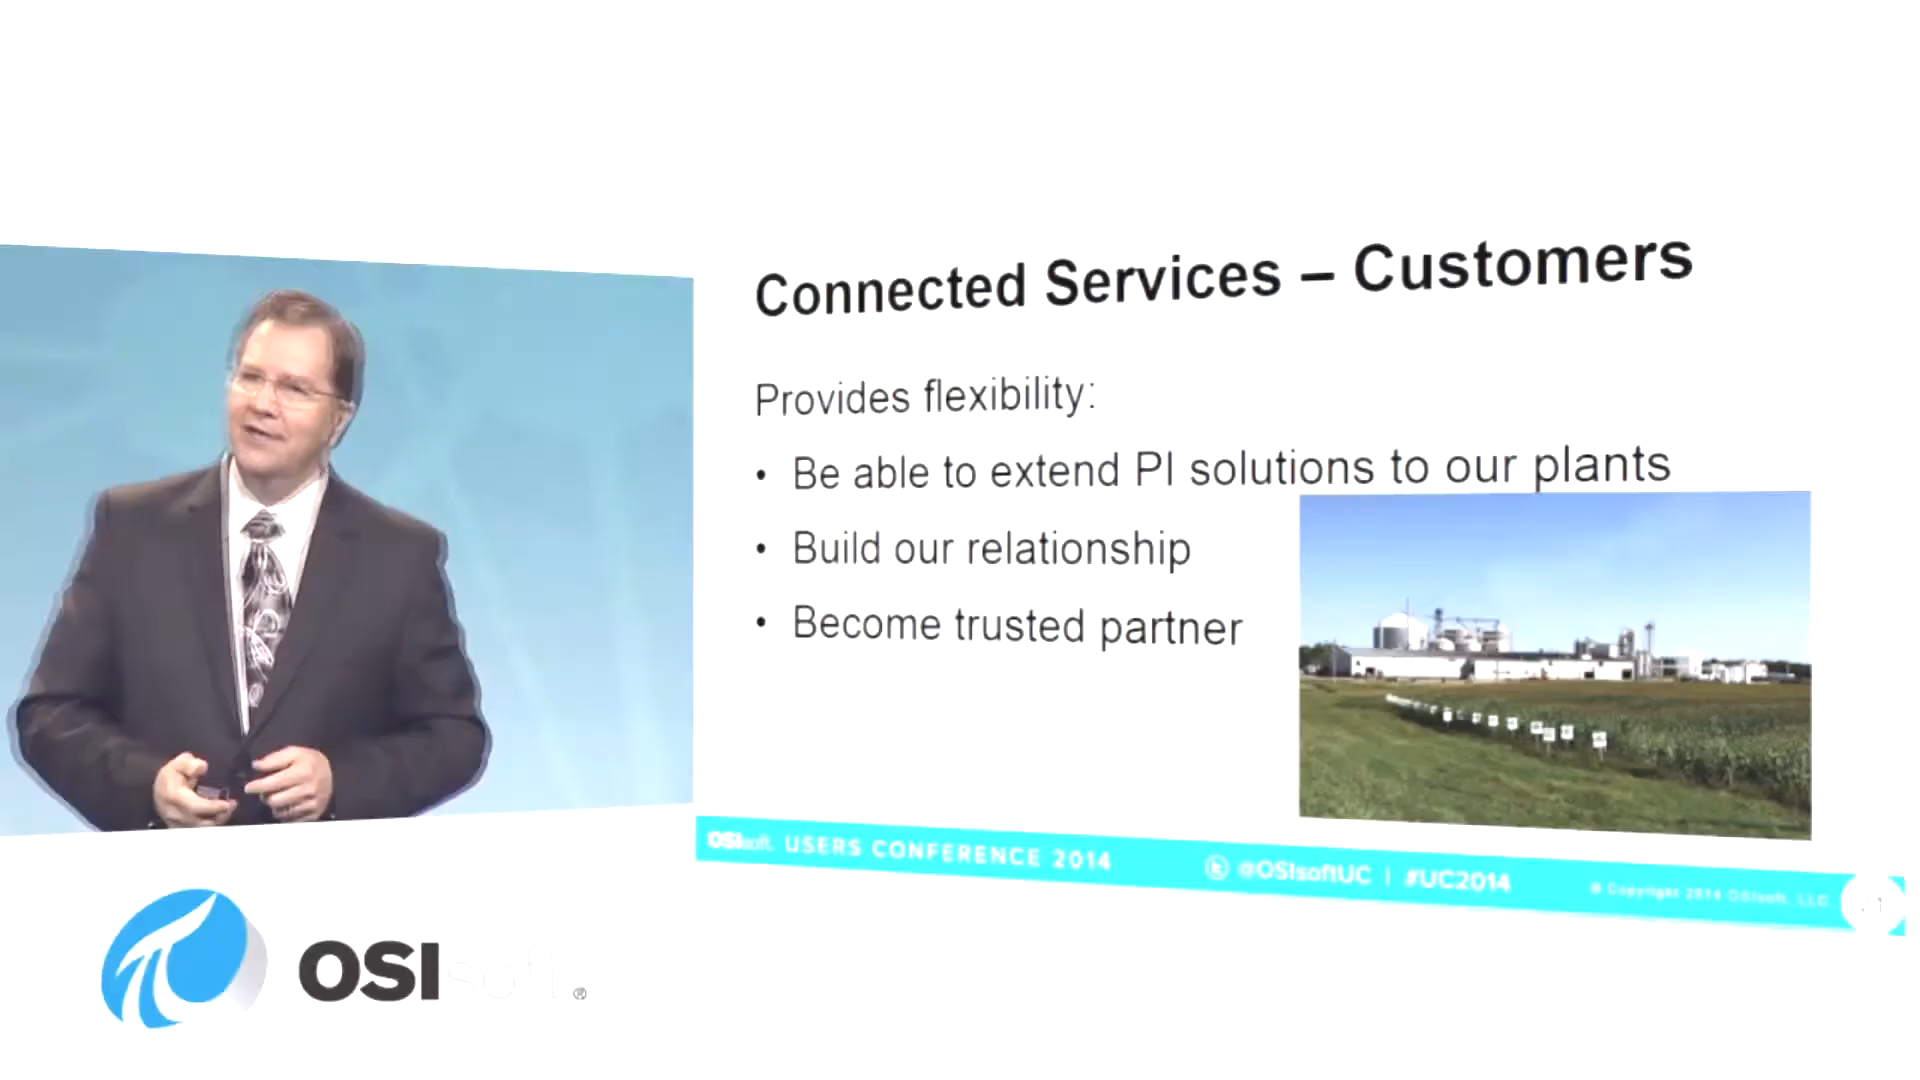 Connected Services – Customers
Provides flexibility:
• Be able to extend PI solutions to our plants
• Build our relationship
• Become trusted partner
OSIsoft. USERS CONFERENCE 2014
@OSIsoftUC | #UC2014
© Copyright 2014 OSIsoft, LLC
OSIsoft®